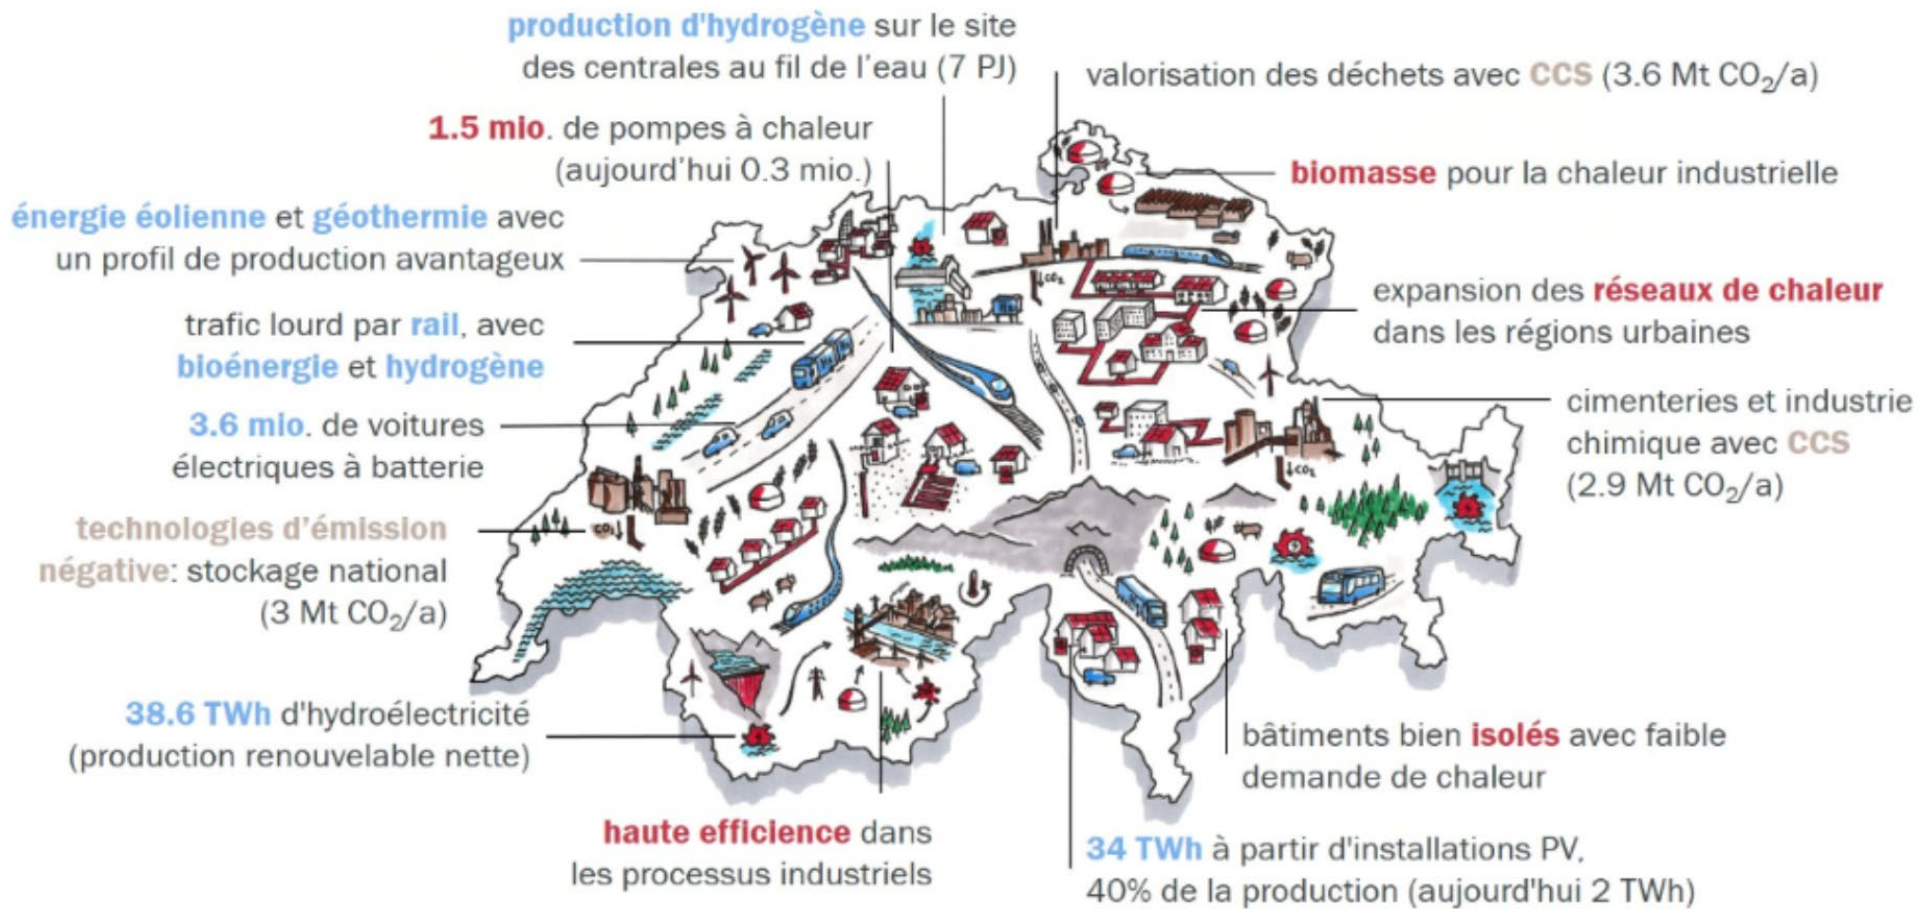 production d'hydrogène sur le site
des centrales au fil de l'eau (7 PJ)
valorisation des déchets avec CCS (3.6 Mt CO₂/a)
1.5 mio. de pompes à chaleur
(aujourd'hui 0.3 mio.)
biomasse pour la chaleur industrielle
énergie éolienne et géothermie avec
un profil de production avantageux
expansion des réseaux de chaleur
dans les régions urbaines
trafic lourd par rail, avec
bioénergie et hydrogène
cimenteries et industrie
chimique avec CCS
(2.9 Mt CO₂/a)
3.6 mio. de voitures
électriques à batterie
technologies d'émission
négative: stockage national
(3 Mt CO₂/a)
CO₂
CO₂
CO₂
38.6 TWh d'hydroélectricité
(production renouvelable nette)
bâtiments bien isolés avec faible
demande de chaleur
haute efficience dans
les processus industriels
34 TWh à partir d'installations PV,
40% de la production (aujourd'hui 2 TWh)